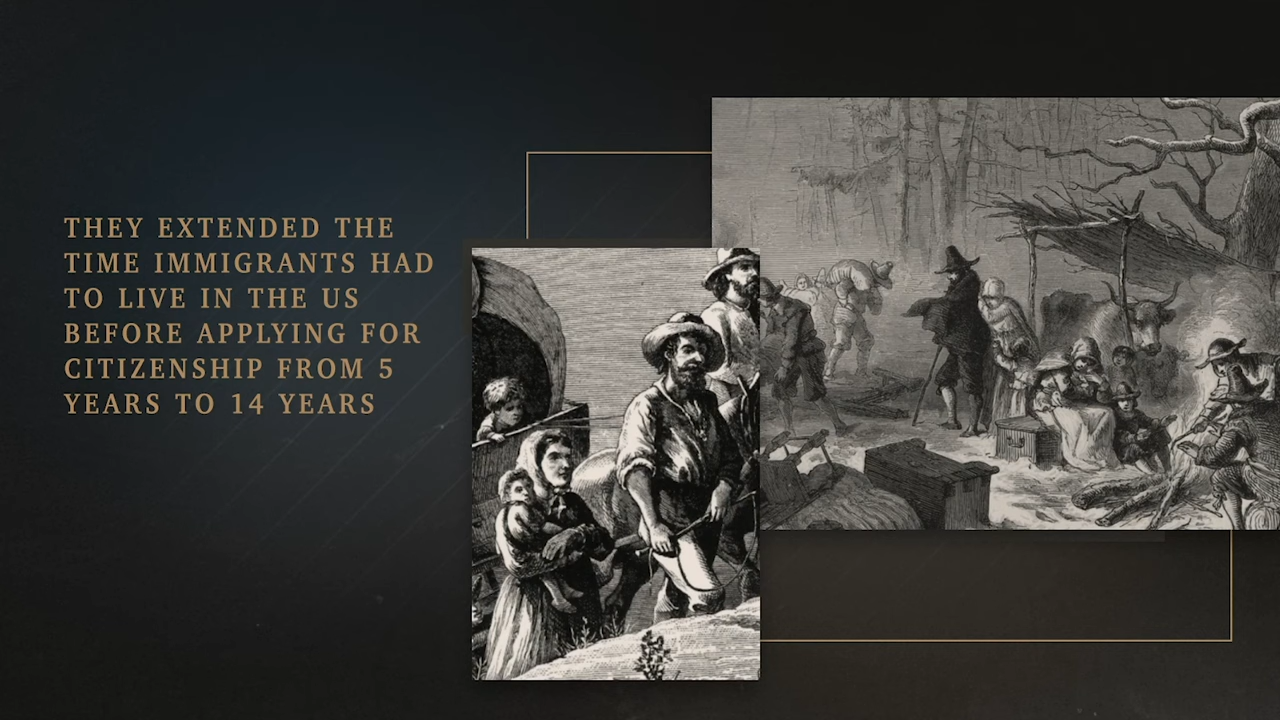 THEY EXTENDED THE
TIME IMMIGRANTS HAD
TO LIVE IN THE US
BEFORE APPLYING FOR
CITIZENSHIP FROM 5
YEARS TO 14 YEARS